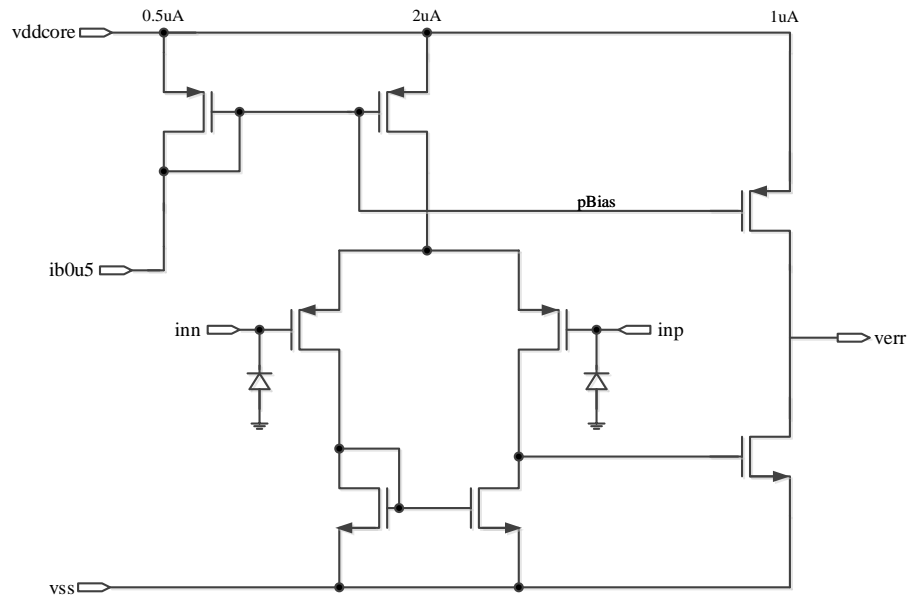 0.5uA 2uA 1uA
vddcore
pBias
ib0u5
inn inp verr
vss